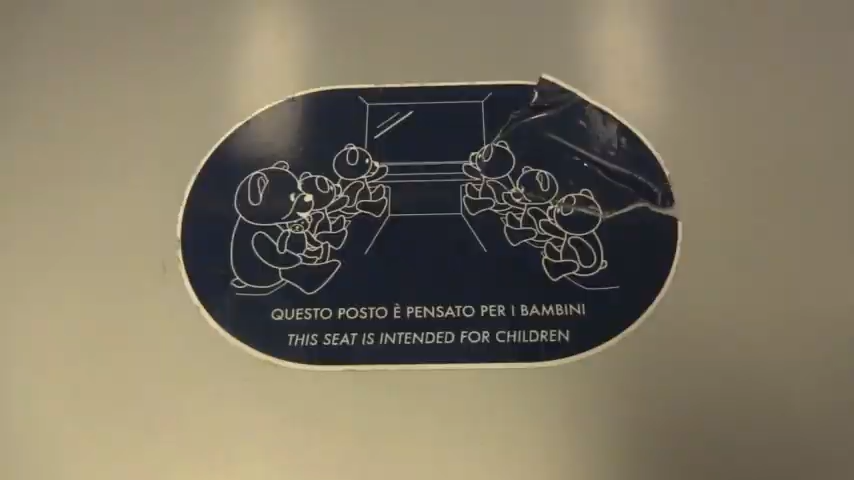 QUESTO POSTO È PENSATO PER I BAMBINI
THIS SEAT IS INTENDED FOR CHILDREN